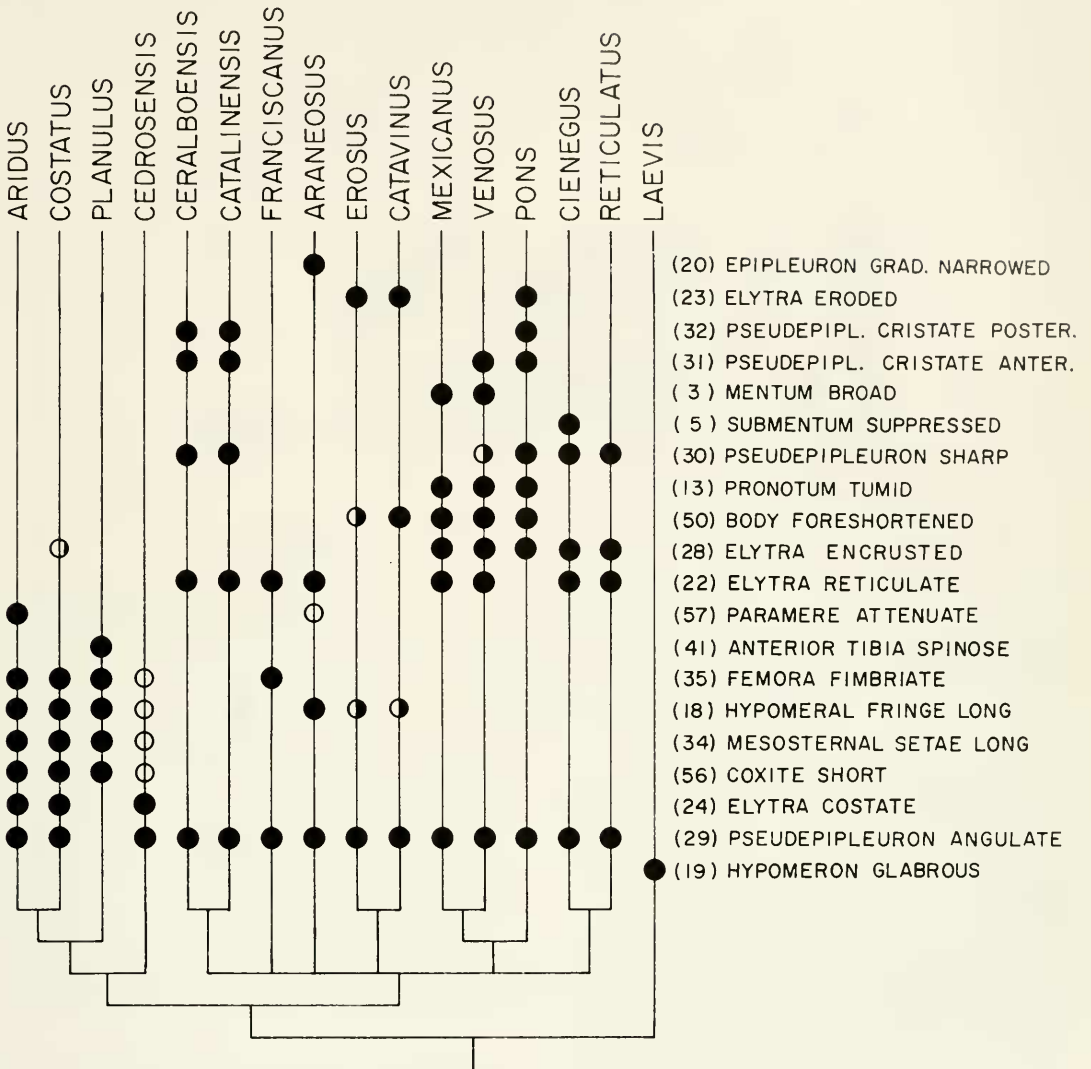 ARIDUS
COSTATUS
PLANULUS
CEDROSENSIS
CERALBOENSIS
CATALINENSIS
FRANCISCANUS
ARANEOSUS
EROSUS
CATAVINUS
MEXICANUS
VENOSUS
PONS
CIENEGUS
RETICULATUS
LAEVIS
(20) EPIPLEURON GRAD. NARROWED
(23) ELYTRA ERODED
(32) PSEUDEPIPL. CRISTATE POSTER.
(31) PSEUDEPIPL. CRISTATE ANTER.
( 3) MENTUM BROAD
( 5) SUBMENTUM SUPPRESSED
(30) PSEUDEPIPLEURON SHARP
(13) PRONOTUM TUMID
(50) BODY FORESHORTENED
(28) ELYTRA ENCRUSTED
(22) ELYTRA RETICULATE
(57) PARAMERE ATTENUATE
(41) ANTERIOR TIBIA SPINOSE
(35) FEMORA FIMBRIATE
(18) HYPOMERAL FRINGE LONG
(34) MESOSTERNAL SETAE LONG
(56) COXITE SHORT
(24) ELYTRA COSTATE
(29) PSEUDEPIPLEURON ANGULATE
(19) HYPOMERON GLABROUS